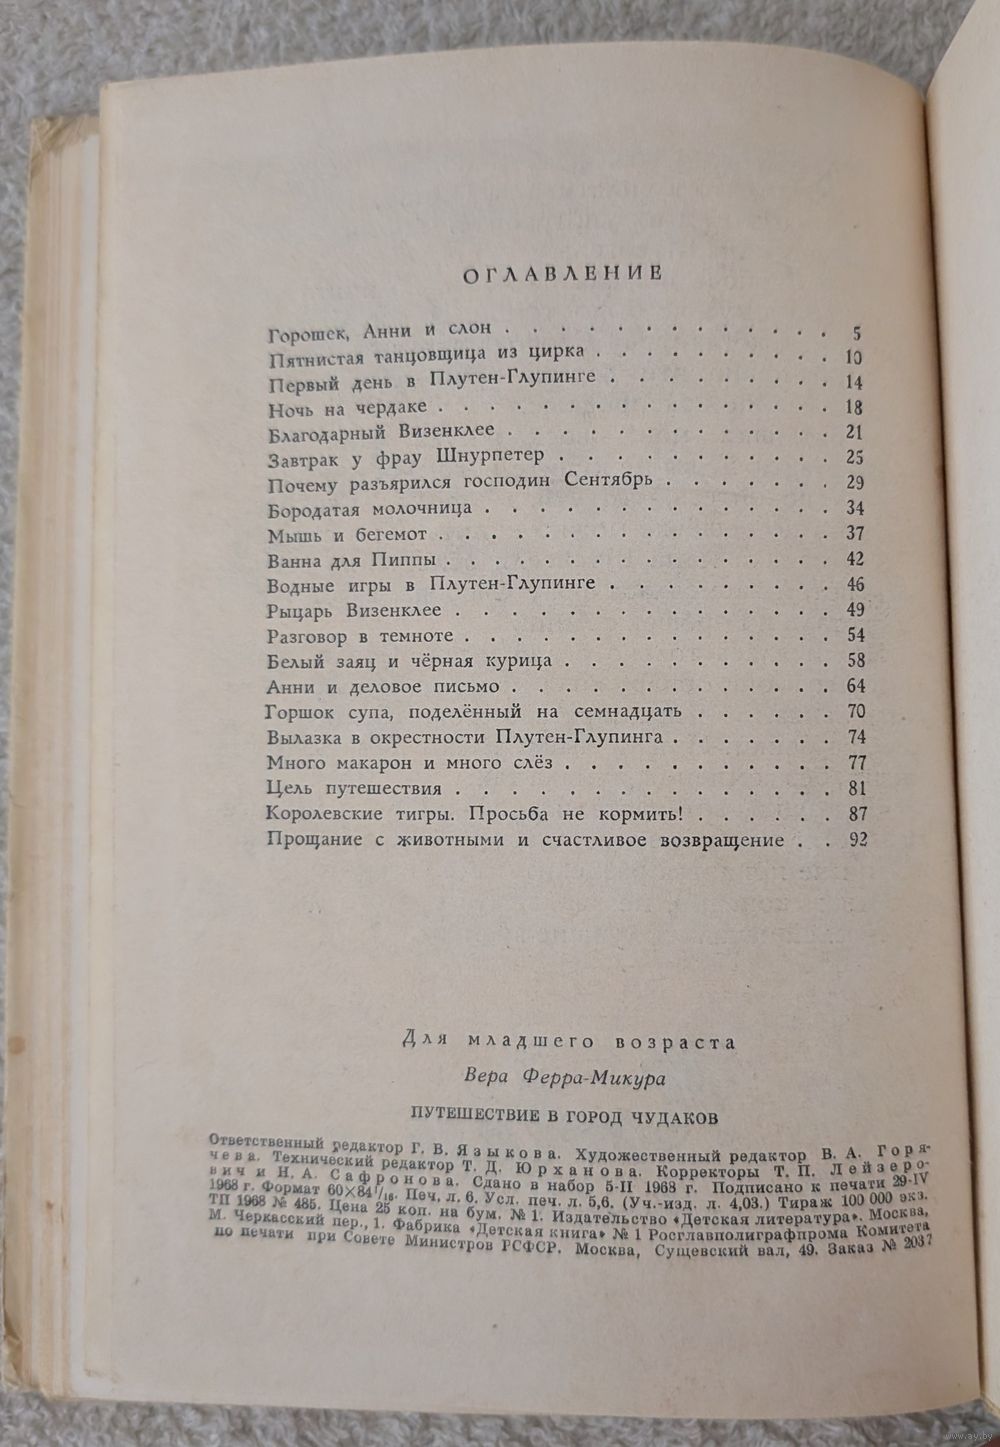 ОГЛАВЛЕНИЕ
Горошек, Анни и слон . . . . . . . . . . . . 5
Пятнистая танцовщица из цирка . . . . . . . . . 10
Первый день в Плутен-Глупинге . . . . . . . . . 14
Ночь на чердаке . . . . . . . . . . . . . . . 18
Благодарный Визенклее . . . . . . . . . . . . 21
Завтрак у фрау Шнурпетер . . . . . . . . . . . 25
Почему разъярился господин Сентябрь . . . . . . . 29
Бородатая молочница . . . . . . . . . . . . . 34
Мышь и бегемот . . . . . . . . . . . . . . . 37
Ванна для Пиппы . . . . . . . . . . . . . . . 42
Водные игры в Плутен-Глупинге . . . . . . . . . 46
Рыцарь Визенклее . . . . . . . . . . . . . . 49
Разговор в темноте . . . . . . . . . . . . . . 54
Белый заяц и чёрная курица . . . . . . . . . . . 58
Анни и деловое письмо . . . . . . . . . . . . 64
Горшок супа, поделённый на семнадцать . . . . . . 70
Вылазка в окрестности Плутен-Глупинга . . . . . . . 74
Много макарон и много слёз . . . . . . . . . . . 77
Цель путешествия . . . . . . . . . . . . . . 81
Королевские тигры. Просьба не кормить! . . . . . . 87
Прощание с животными и счастливое возвращение . . 92
Для младшего возраста
Вера Ферра-Микура
ПУТЕШЕСТВИЕ В ГОРОД ЧУДАКОВ
Ответственный редактор Г. В. Языкова. Художественный редактор В. А. Горя-
чева. Технический редактор Т. Д. Юрханова. Корректоры Т. П. Лейзеро-
вич и Н. А. Сафронова. Сдано в набор 5-II 1968 г. Подписано к печати 29-IV
1968 г. Формат 60×84 1/16. Печ. л. 6. Усл. печ. л. 5,6. (Уч.-изд. л. 4,03.) Тираж 100 000 экз.
ТП 1968 № 485. Цена 25 коп. на бум. № 1. Издательство «Детская литература». Москва,
М. Черкасский пер., 1. Фабрика «Детская книга» № 1 Росглавполиграфпрома Комитета
по печати при Совете Министров РСФСР. Москва, Сущевский вал, 49. Заказ № 2037
www.ay.by